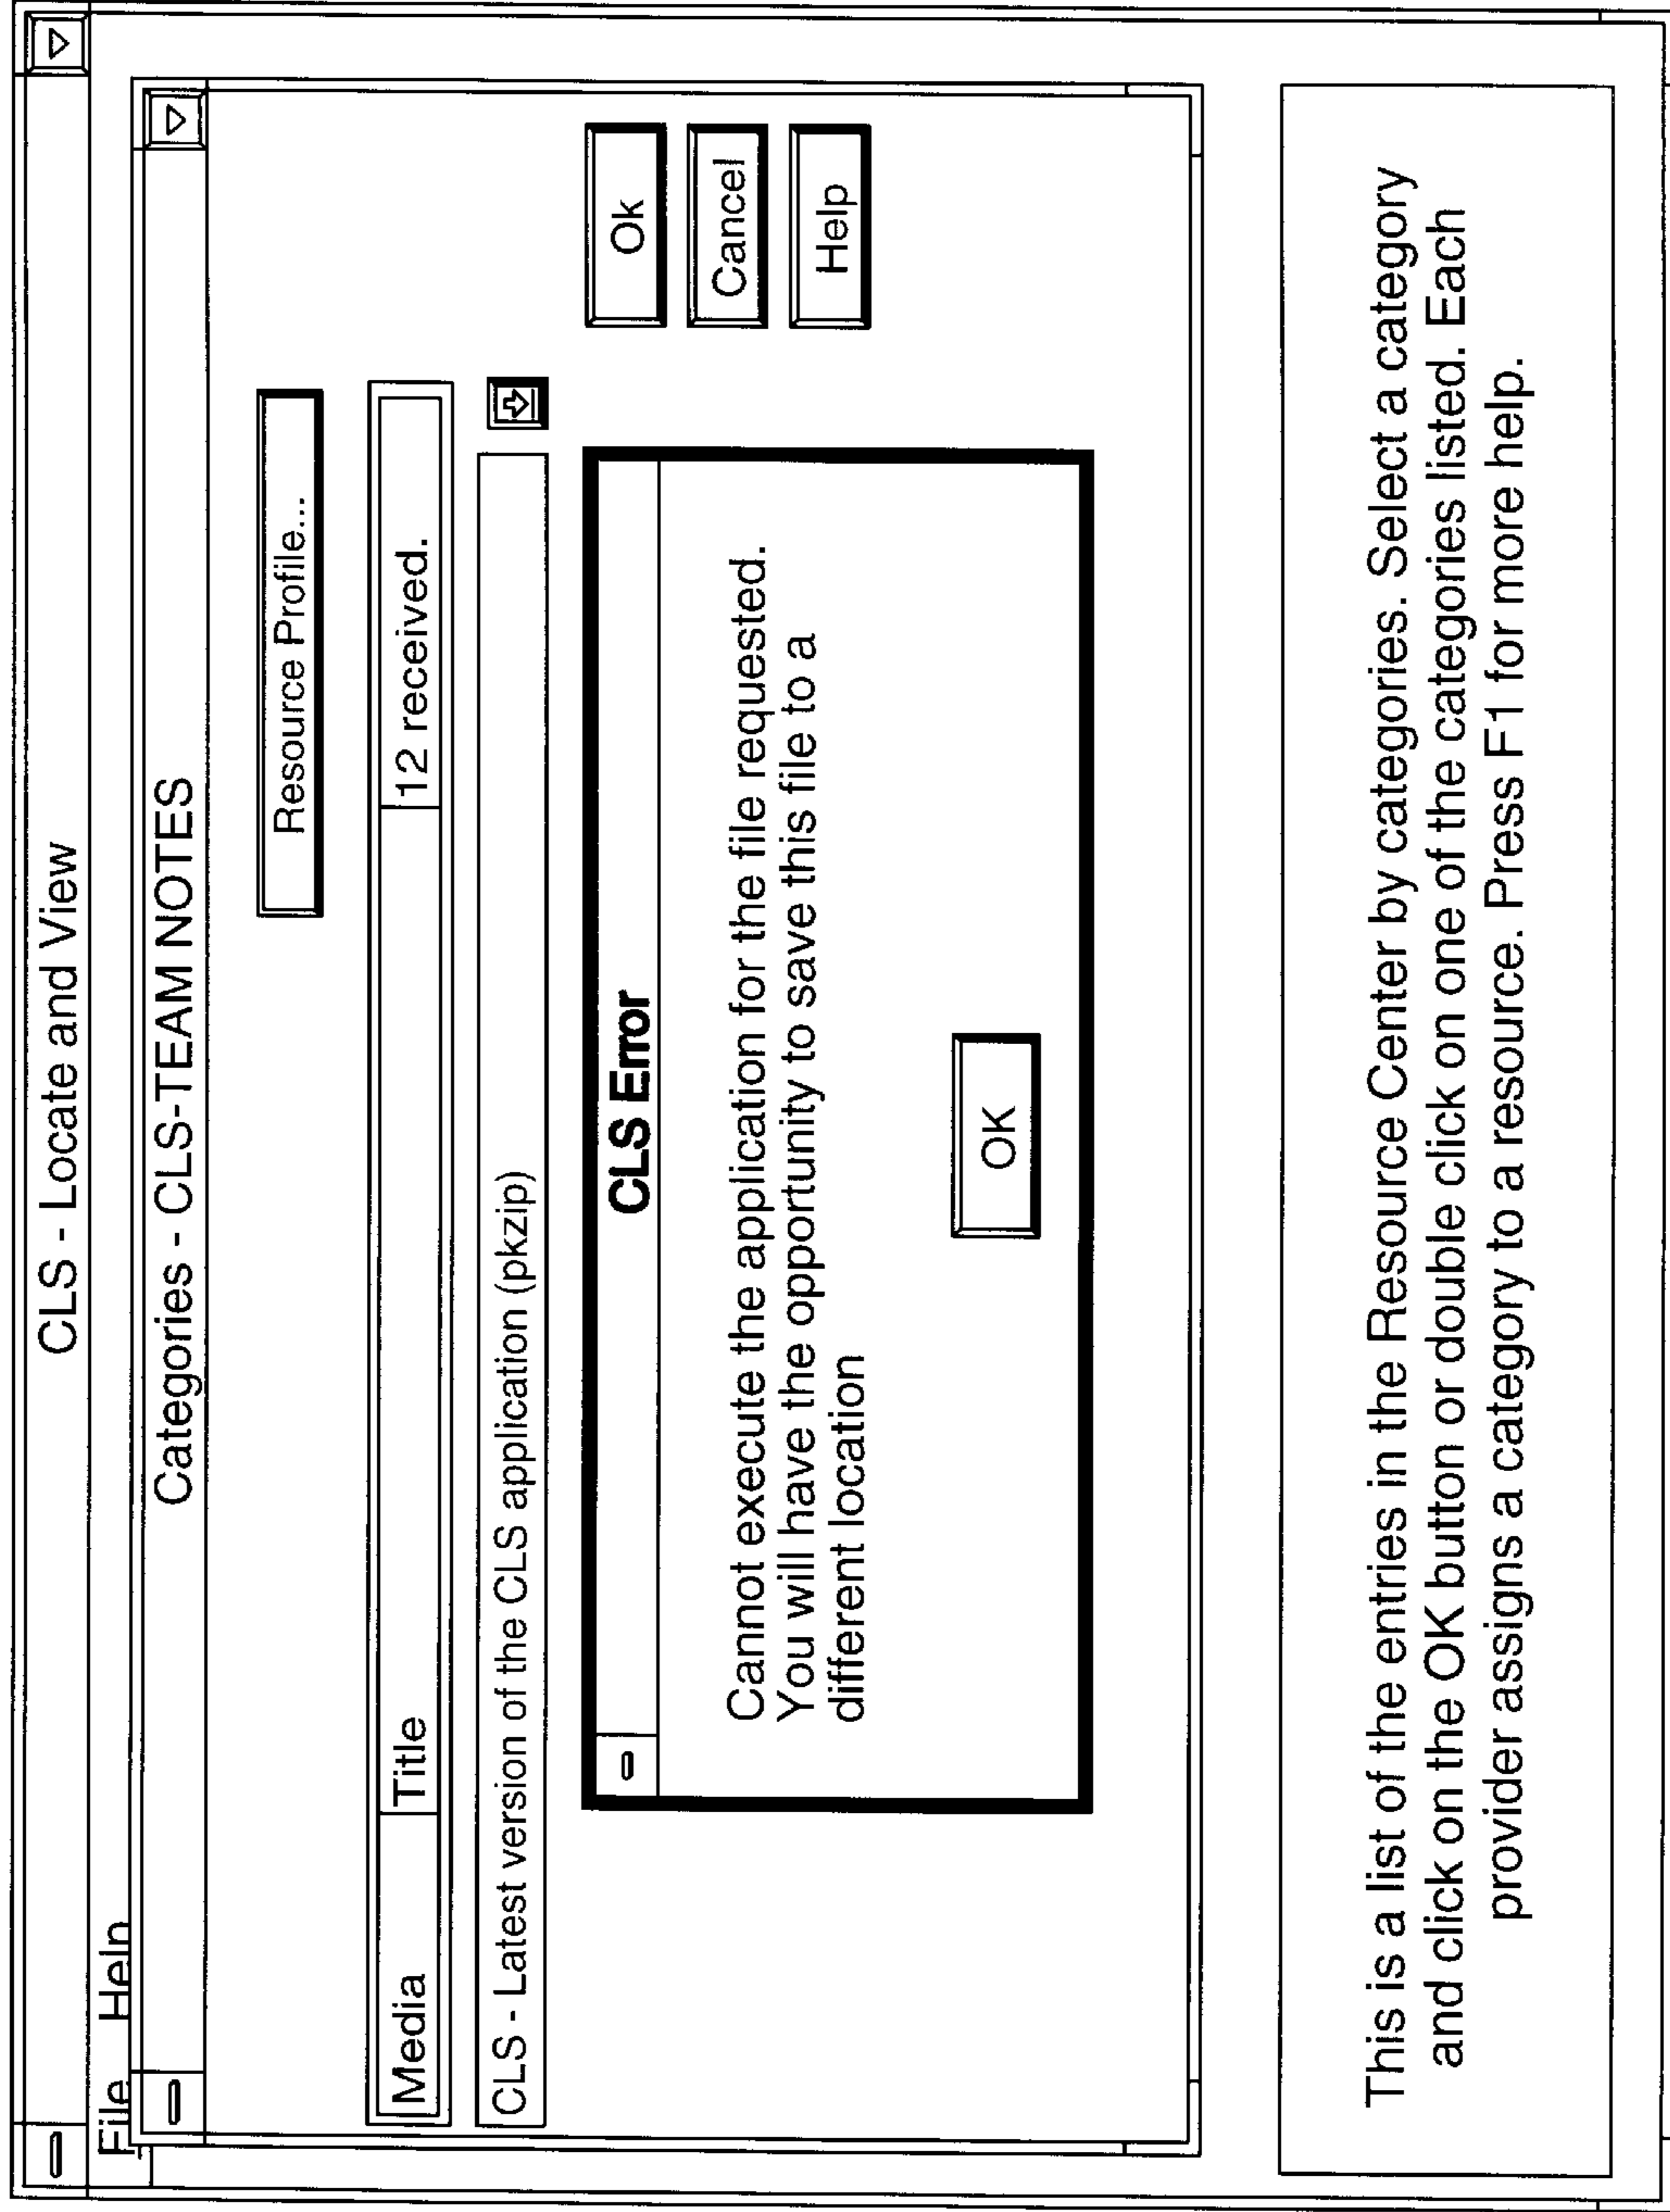 CLS - Locate and View
File Help
Categories - CLS-TEAM NOTES
Resource Profile...
Media Title 12 received.
CLS - Latest version of the CLS application (pkzip)
CLS Error
Cannot execute the application for the file requested.
You will have the opportunity to save this file to a
different location
OK
Ok
Cancel
Help
This is a list of the entries in the Resource Center by categories. Select a category
and click on the OK button or double click on one of the categories listed. Each
provider assigns a category to a resource. Press F1 for more help.